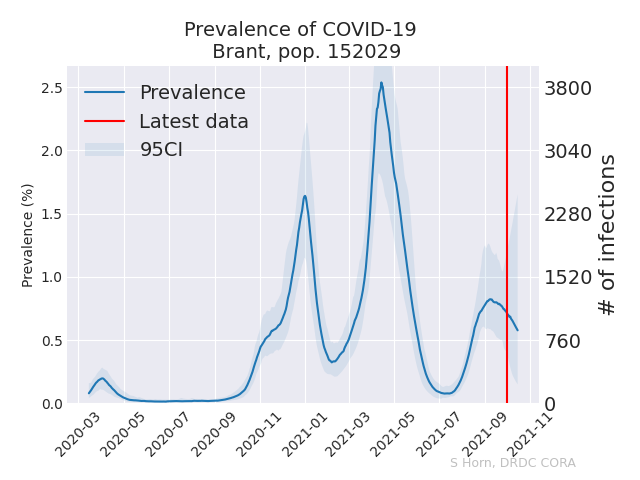 Prevalence of COVID-19
Brant, pop. 152029
Prevalence
Latest data
95CI
Prevalence (%)
2.5
2.0
1.5
1.0
0.5
0.0
3800
3040
2280
1520
760
0
# of infections
2020-03
2020-05
2020-07
2020-09
2020-11
2021-01
2021-03
2021-05
2021-07
2021-09
2021-11
S Horn, DRDC CORA